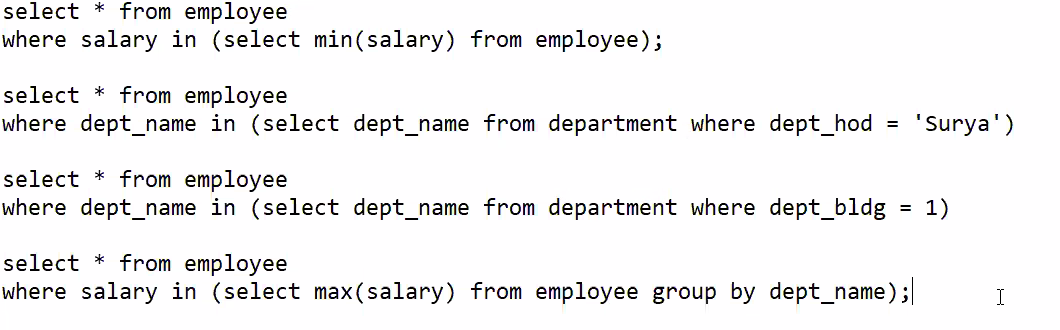 select * from employee
where salary in (select min(salary) from employee);
select * from employee
where dept_name in (select dept_name from department where dept_hod = 'Surya')
select * from employee
where dept_name in (select dept_name from department where dept_bldg = 1)
select * from employee
where salary in (select max(salary) from employee group by dept_name);